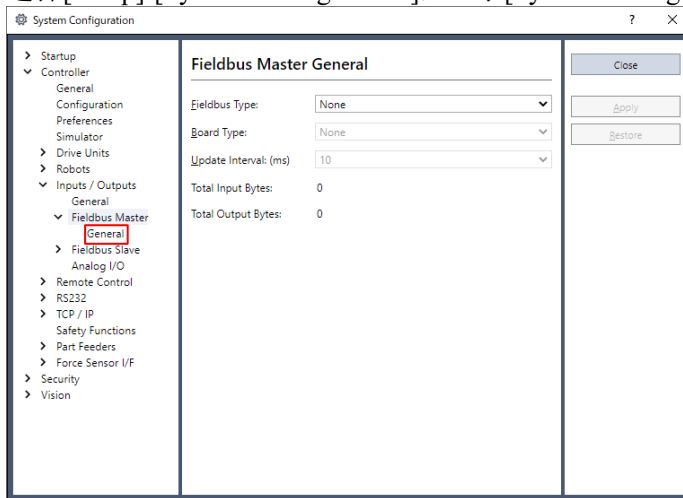 System Configuration
? ×
Startup
Controller
General
Configuration
Preferences
Simulator
Drive Units
Robots
Inputs / Outputs
General
Fieldbus Master
General
Fieldbus Slave
Analog I/O
Remote Control
RS232
TCP / IP
Safety Functions
Part Feeders
Force Sensor I/F
Security
Vision
Fieldbus Master General
Fieldbus Type: None
Board Type: None
Update Interval: (ms) 10
Total Input Bytes: 0
Total Output Bytes: 0
Close
Apply
Restore